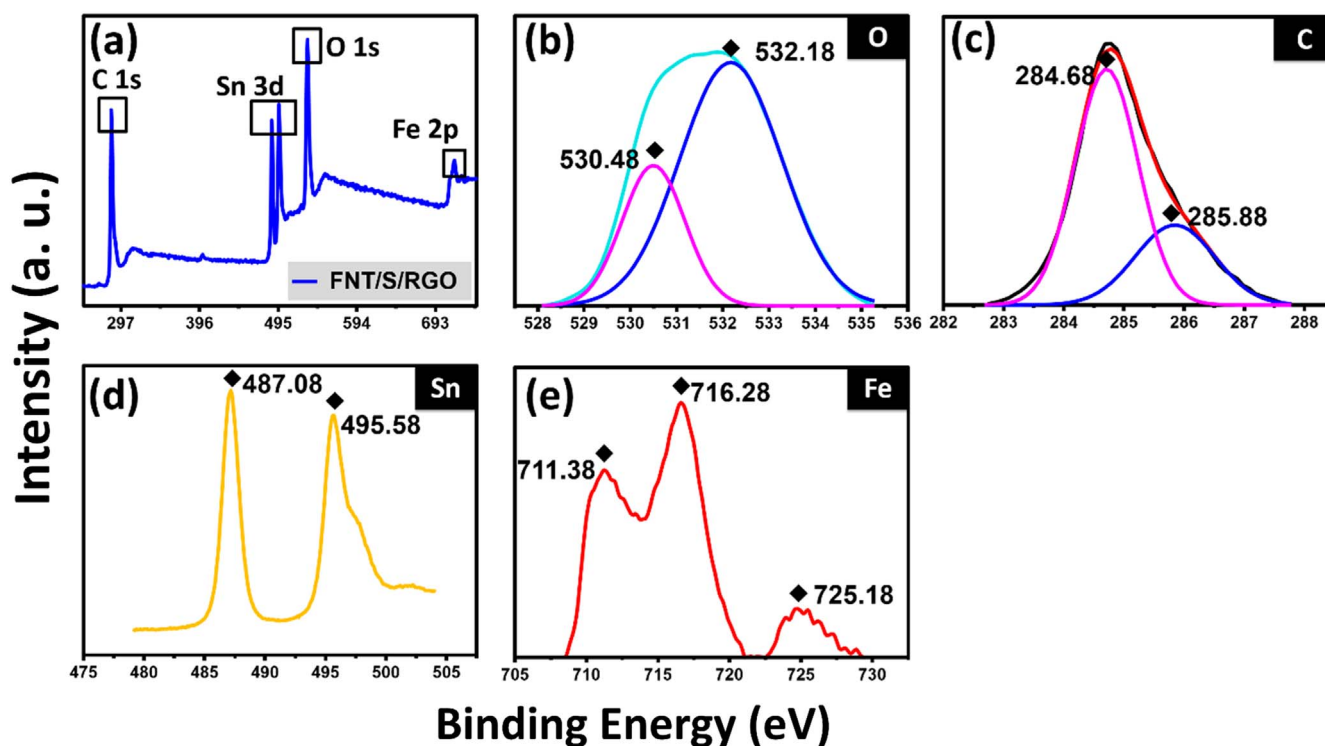 Intensity (a. u.)
(a)
C 1s
Sn 3d
O 1s
Fe 2p
FNT/S/RGO
297 396 495 594 693
(b)
O
532.18
530.48
528 529 530 531 532 533 534 535 536
(c)
C
284.68
285.88
282 283 284 285 286 287 288
(d)
Sn
487.08
495.58
475 480 485 490 495 500 505
(e)
Fe
716.28
711.38
725.18
705 710 715 720 725 730
Binding Energy (eV)